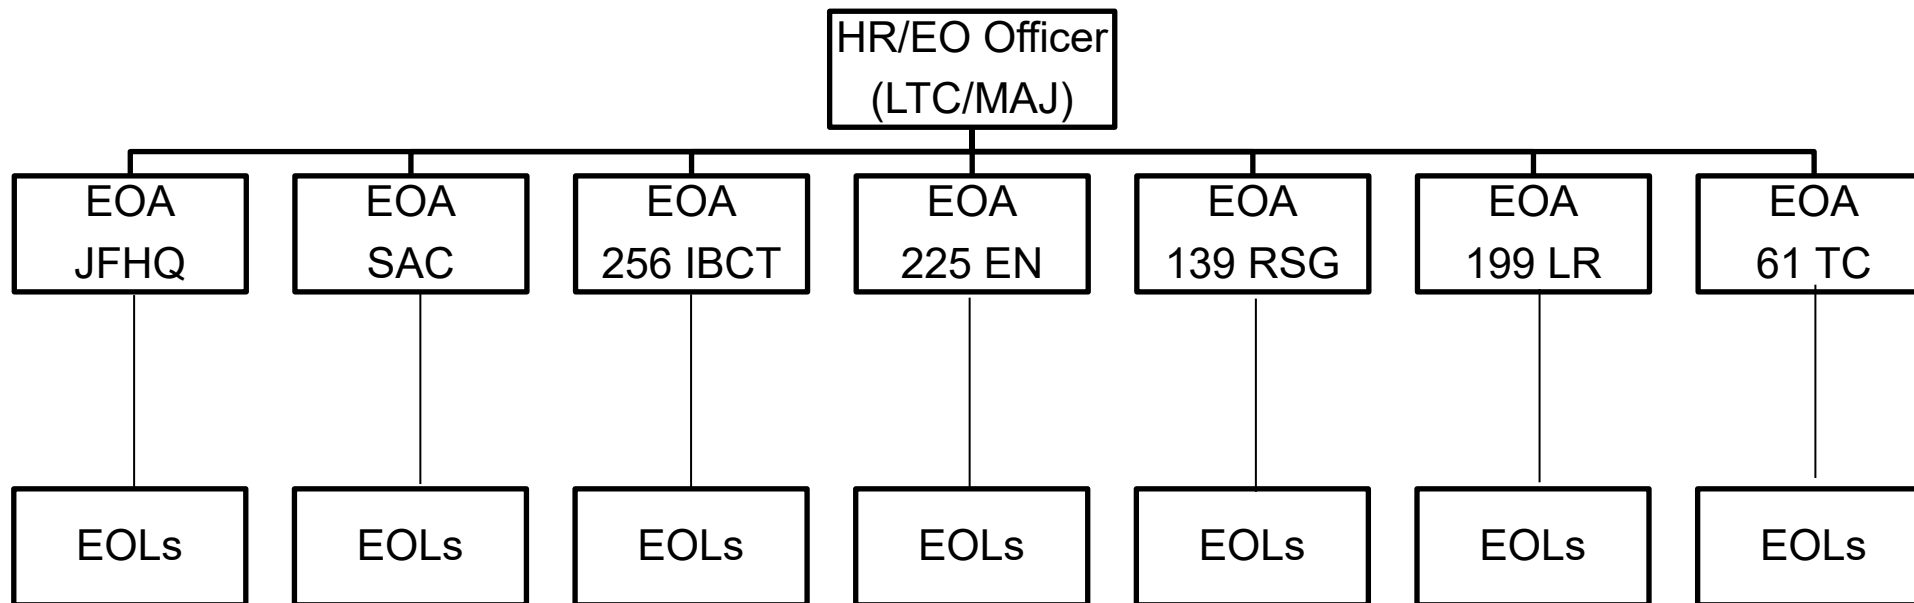 HR/EO Officer
(LTC/MAJ)
EOA
JFHQ
EOA
SAC
EOA
256 IBCT
EOA
225 EN
EOA
139 RSG
EOA
199 LR
EOA
61 TC
EOLs
EOLs
EOLs
EOLs
EOLs
EOLs
EOLs